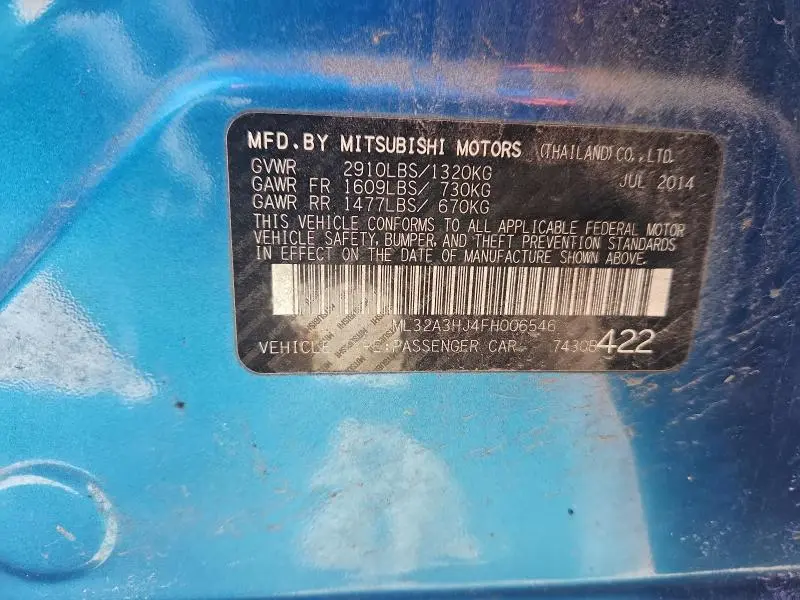 MFD.BY MITSUBISHI MOTORS (THAILAND)CO.,LTD.
GVWR 2910LBS/1320KG JUL 2014
GAWR FR 1609LBS/ 730KG
GAWR RR 1477LBS/ 670KG
THIS VEHICLE CONFORMS TO ALL APPLICABLE FEDERAL MOTOR
VEHICLE SAFETY, BUMPER, AND THEFT PREVENTION STANDARDS
IN EFFECT ON THE DATE OF MANUFACTURE SHOWN ABOVE.
ML32A3HJ4FH006546
VEHICLE :PASSENGER CAR 74308422